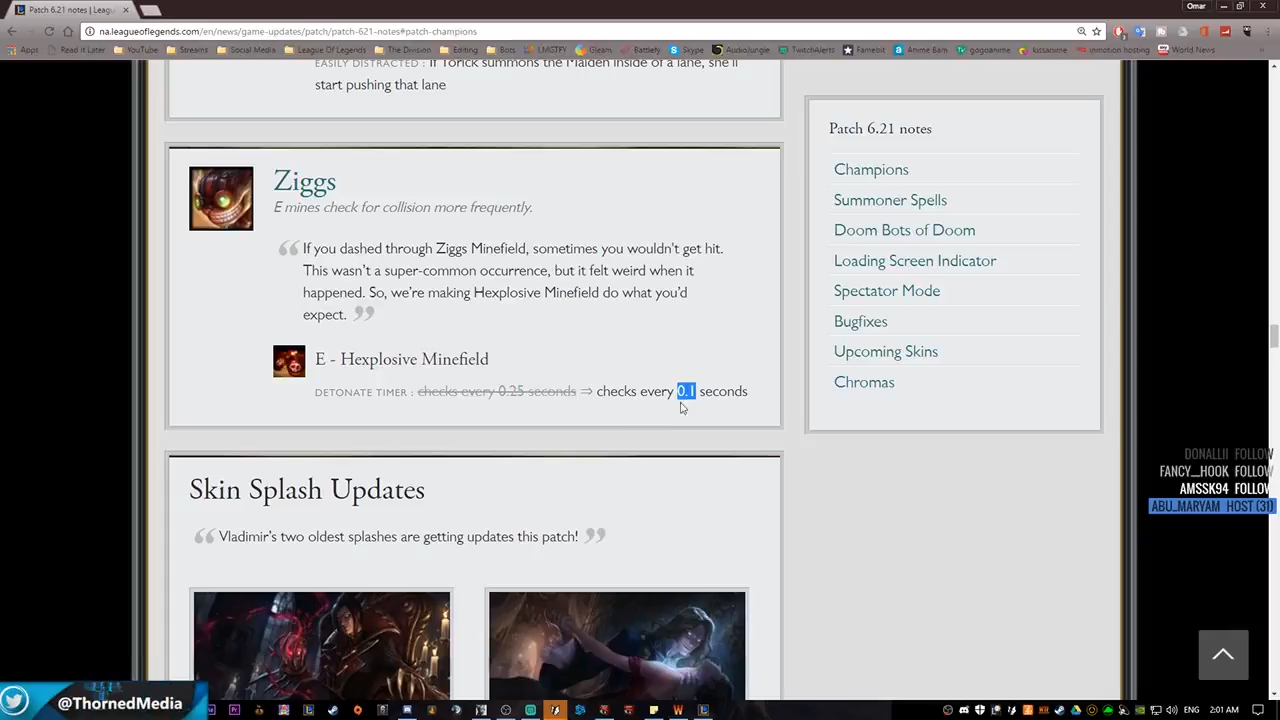 Patch 6.21 notes | Leagu
Omar
na.leagueoflegends.com/en/news/game-updates/patch/patch-621-notes#patch-champions
Apps
Read it Later
YouTube
Streams
Social Media
League Of Legends
The Division
Editing
Bots
LMGTFY
Gleam
Battlefy
Skype
AudioJungle
TwitchAlerts
Famebit
Anime Bam
gogoanime
kissanime
inmotion hosting
World News
EASILY DISTRACTED : If Yorick summons the Maiden inside of a lane, she'll
start pushing that lane
Ziggs
E mines check for collision more frequently.
“ If you dashed through Ziggs Minefield, sometimes you wouldn't get hit.
This wasn't a super-common occurrence, but it felt weird when it
happened. So, we're making Hexplosive Minefield do what you'd
expect. ”
E - Hexplosive Minefield
DETONATE TIMER : checks every 0.25 seconds ⇒ checks every 0.1 seconds
Skin Splash Updates
“ Vladimir's two oldest splashes are getting updates this patch! ”
Patch 6.21 notes
Champions
Summoner Spells
Doom Bots of Doom
Loading Screen Indicator
Spectator Mode
Bugfixes
Upcoming Skins
Chromas
DONALLII FOLLOW
FANCY__HOOK FOLLOW
AMSSK94 FOLLOW
ABU_MARYAM HOST (31)
@ThornedMedia
2:01 AM